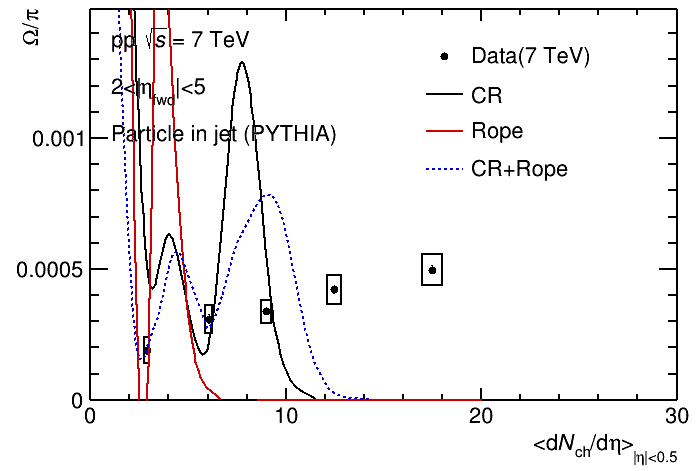 Ω/π
pp √s = 7 TeV
2<|η_fwd|<5
Particle in jet (PYTHIA)
Data(7 TeV)
CR
Rope
CR+Rope
0.001
0.0005
0
0 10 20 30
<dN_ch/dη>_|η|<0.5